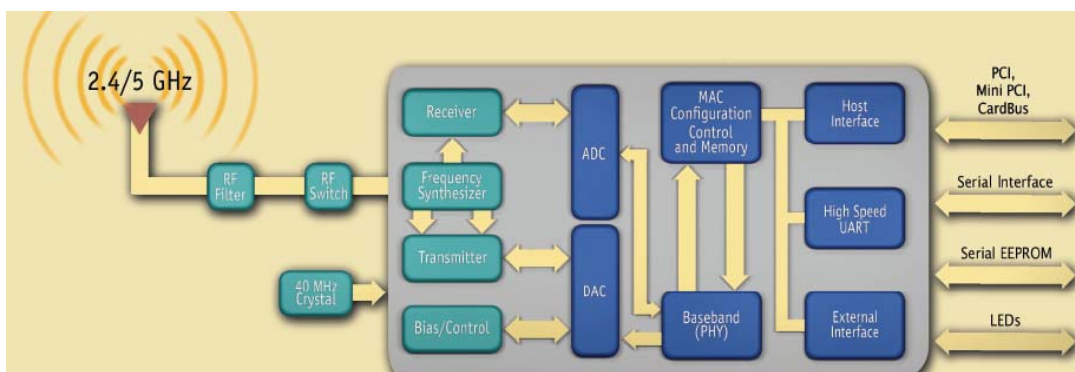 2.4/5 GHz
RF
Filter
RF
Switch
40 MHz
Crystal
Receiver
Frequency
Synthesizer
Transmitter
Bias/Control
ADC
DAC
MAC
Configuration
Control
and Memory
Baseband
(PHY)
Host
Interface
High Speed
UART
External
Interface
PCI,
Mini PCI,
CardBus
Serial Interface
Serial EEPROM
LEDs